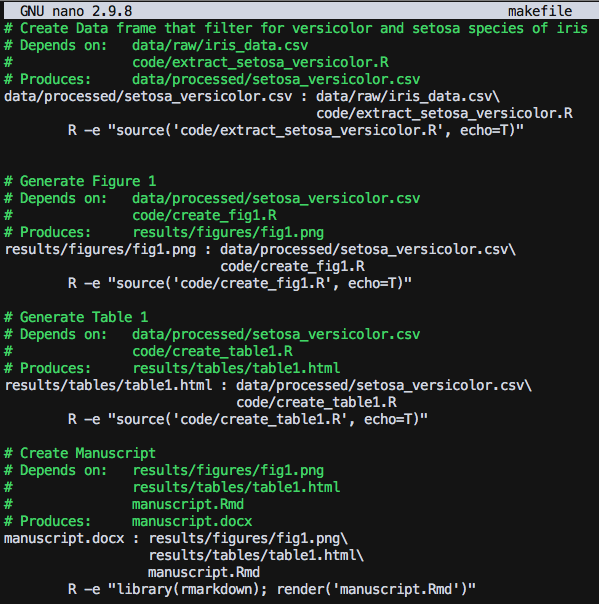 GNU nano 2.9.8 makefile
# Create Data frame that filter for versicolor and setosa species of iris
# Depends on:   data/raw/iris_data.csv
#               code/extract_setosa_versicolor.R
# Produces:     data/processed/setosa_versicolor.csv
data/processed/setosa_versicolor.csv : data/raw/iris_data.csv\
                                       code/extract_setosa_versicolor.R
        R -e "source('code/extract_setosa_versicolor.R', echo=T)"
# Generate Figure 1
# Depends on:   data/processed/setosa_versicolor.csv
#               code/create_fig1.R
# Produces:     results/figures/fig1.png
results/figures/fig1.png : data/processed/setosa_versicolor.csv\
                           code/create_fig1.R
        R -e "source('code/create_fig1.R', echo=T)"
# Generate Table 1
# Depends on:   data/processed/setosa_versicolor.csv
#               code/create_table1.R
# Produces:     results/tables/table1.html
results/tables/table1.html : data/processed/setosa_versicolor.csv\
                             code/create_table1.R
        R -e "source('code/create_table1.R', echo=T)"
# Create Manuscript
# Depends on:   results/figures/fig1.png
#               results/tables/table1.html
#               manuscript.Rmd
# Produces:     manuscript.docx
manuscript.docx : results/figures/fig1.png\
                  results/tables/table1.html\
                  manuscript.Rmd
        R -e "library(rmarkdown); render('manuscript.Rmd')"